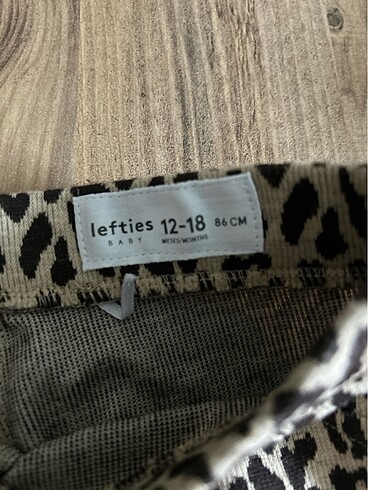 lefties 12-18 86 CM
BABY MESES/MONTHS